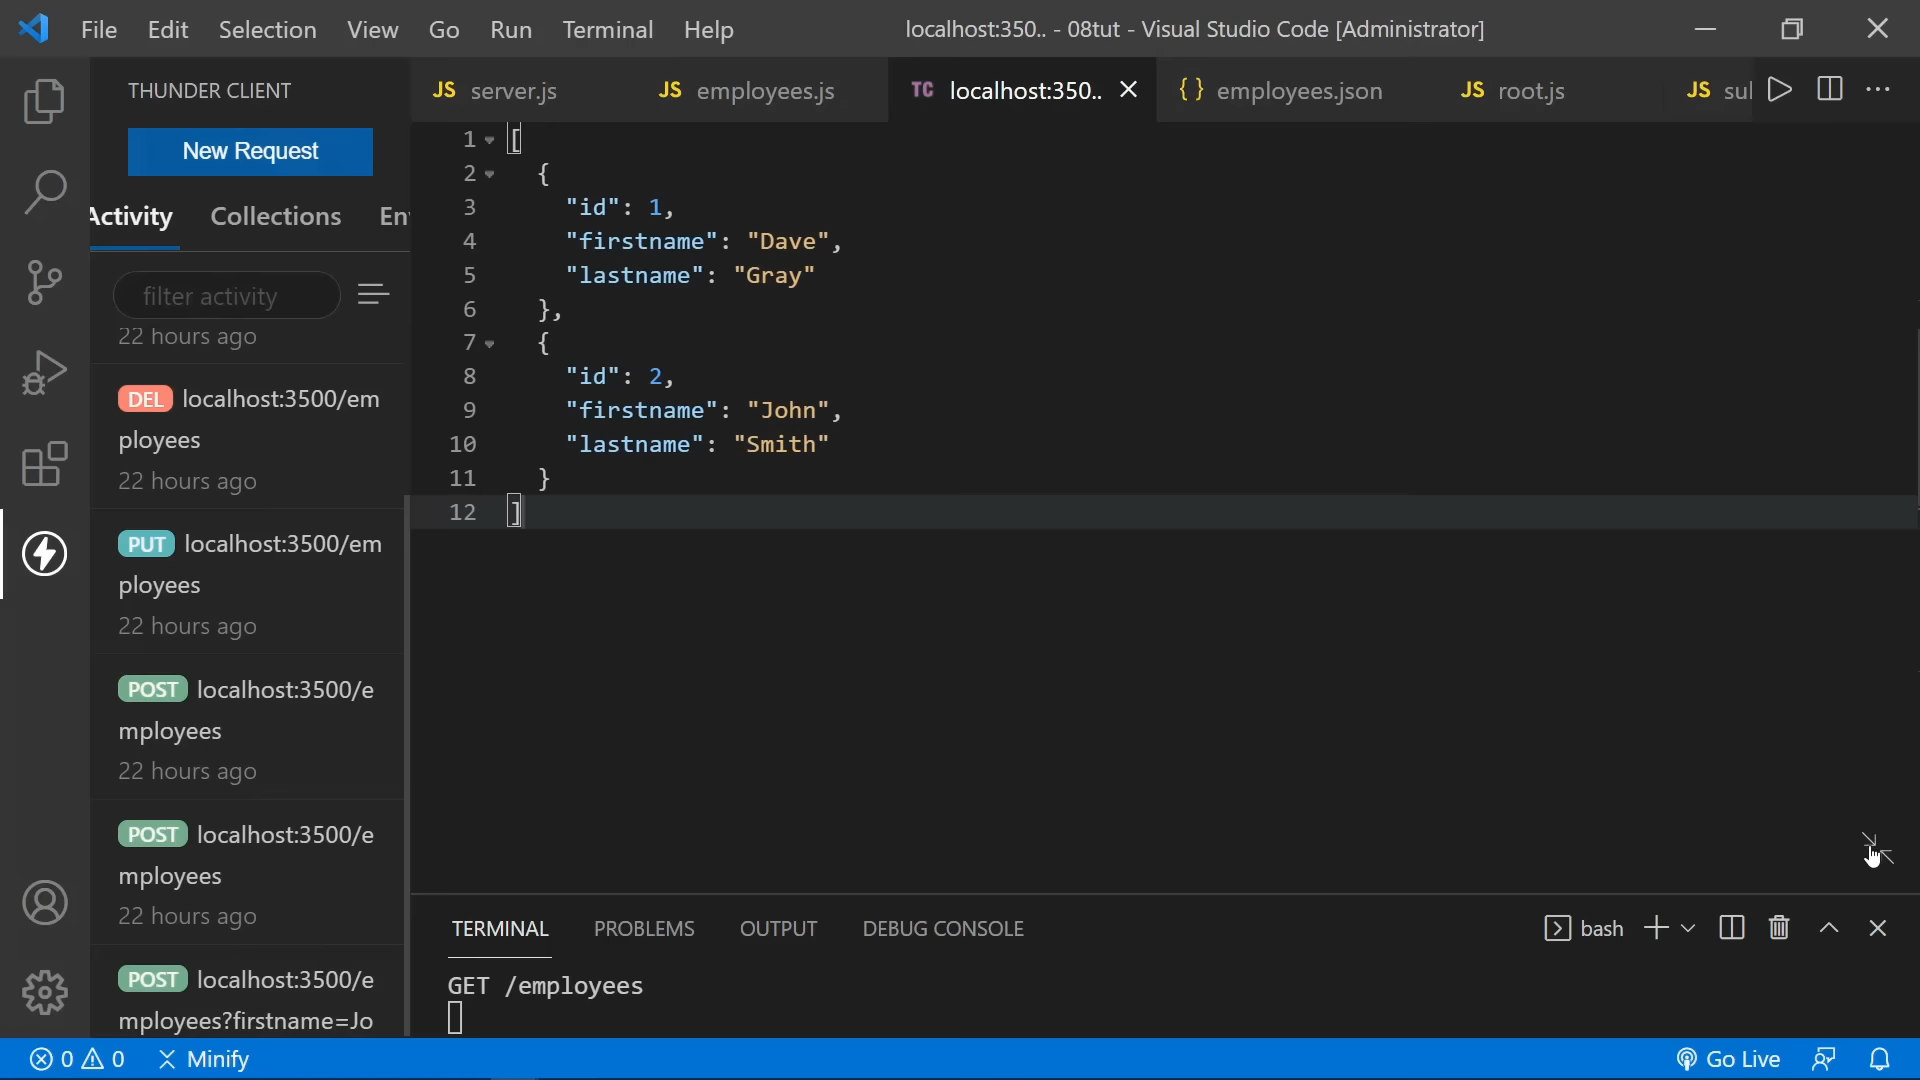 File Edit Selection View Go Run Terminal Help
localhost:350.. - 08tut - Visual Studio Code [Administrator]
THUNDER CLIENT
New Request
Activity Collections En
filter activity
22 hours ago
DEL localhost:3500/em
ployees
22 hours ago
PUT localhost:3500/em
ployees
22 hours ago
POST localhost:3500/e
mployees
22 hours ago
POST localhost:3500/e
mployees
22 hours ago
POST localhost:3500/e
mployees?firstname=Jo
JS server.js JS employees.js TC localhost:350.. {} employees.json JS root.js JS sul
1 [
2 {
3 "id": 1,
4 "firstname": "Dave",
5 "lastname": "Gray"
6 },
7 {
8 "id": 2,
9 "firstname": "John",
10 "lastname": "Smith"
11 }
12 ]
TERMINAL PROBLEMS OUTPUT DEBUG CONSOLE
bash
GET /employees
0 0 Minify
Go Live